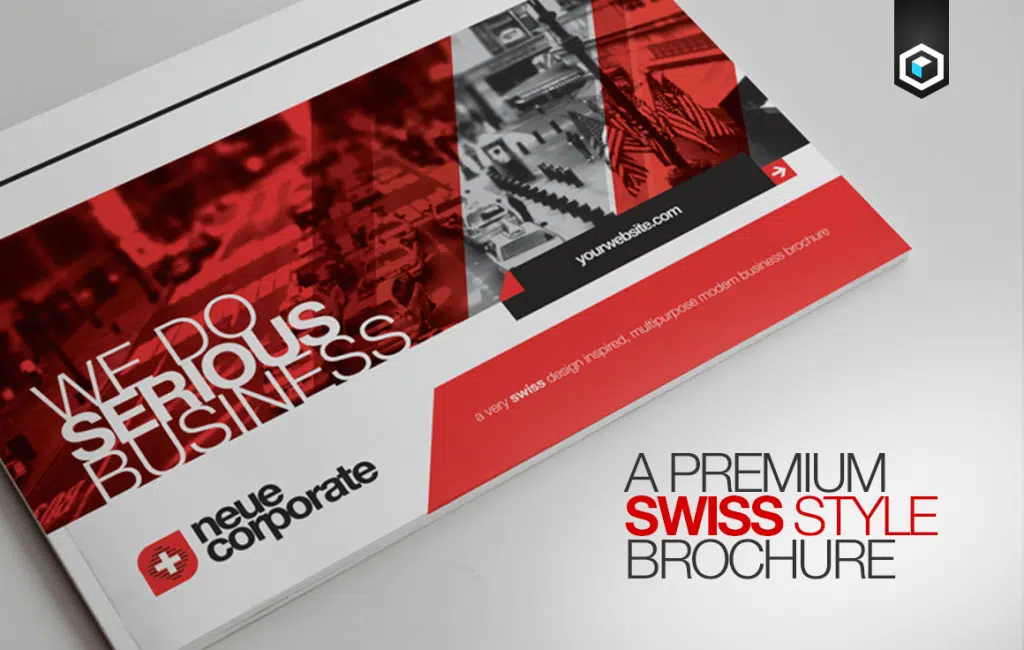 yourwebsite.com
a very swiss design inspired, multipurpose modern business brochure
WE DO
SERIOUS
BUSINESS
neue
corporate
A PREMIUM
SWISS STYLE
BROCHURE